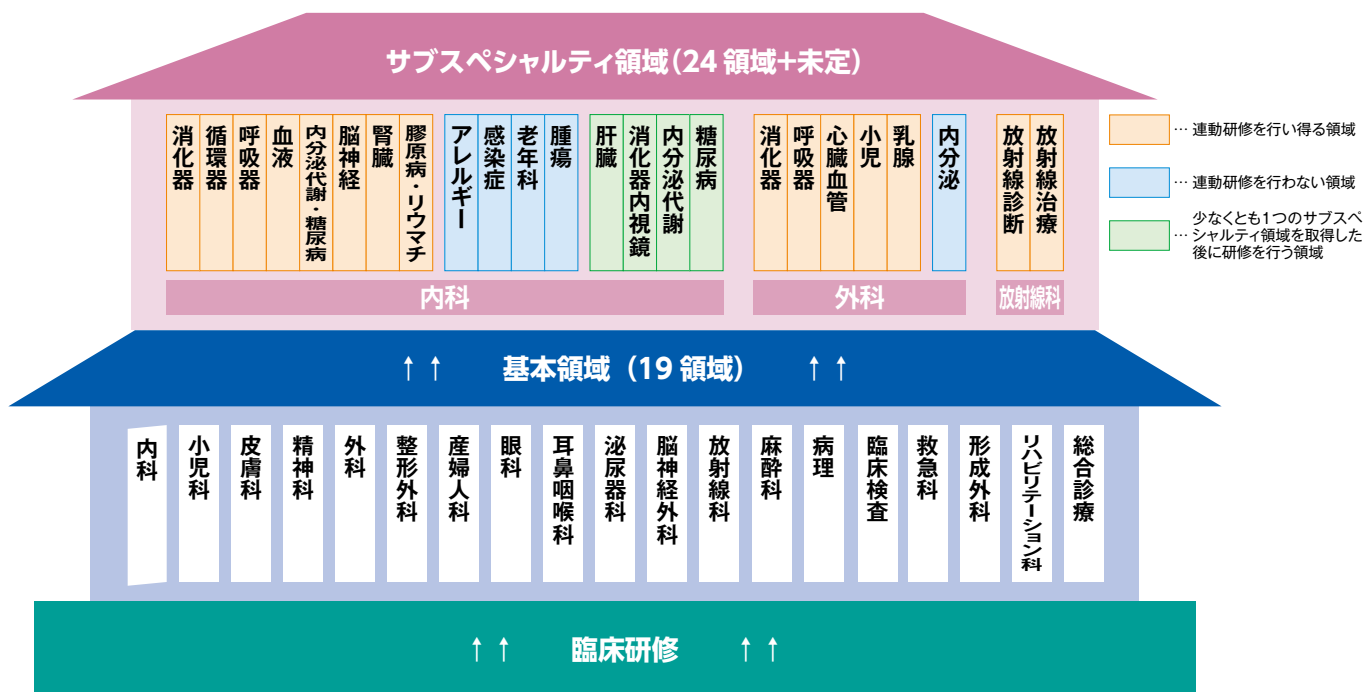 サブスペシャルティ領域(24 領域+未定)
消化器
循環器
呼吸器
血液
内分泌代謝・糖尿病
脳神経
腎臓
膠原病・リウマチ
アレルギー
感染症
老年科
腫瘍
肝臓
消化器内視鏡
内分泌代謝
糖尿病
消化器
呼吸器
心臓血管
小児
乳腺
内分泌
放射線診断
放射線治療
内科
外科
放射線科
… 連動研修を行い得る領域
… 連動研修を行わない領域
少なくとも1つのサブスペ
… シャルティ領域を取得した
後に研修を行う領域
↑ ↑ 基本領域（19 領域） ↑ ↑
内科
小児科
皮膚科
精神科
外科
整形外科
産婦人科
眼科
耳鼻咽喉科
泌尿器科
脳神経外科
放射線科
麻酔科
病理
臨床検査
救急科
形成外科
リハビリテーション科
総合診療
↑ ↑ 臨床研修 ↑ ↑